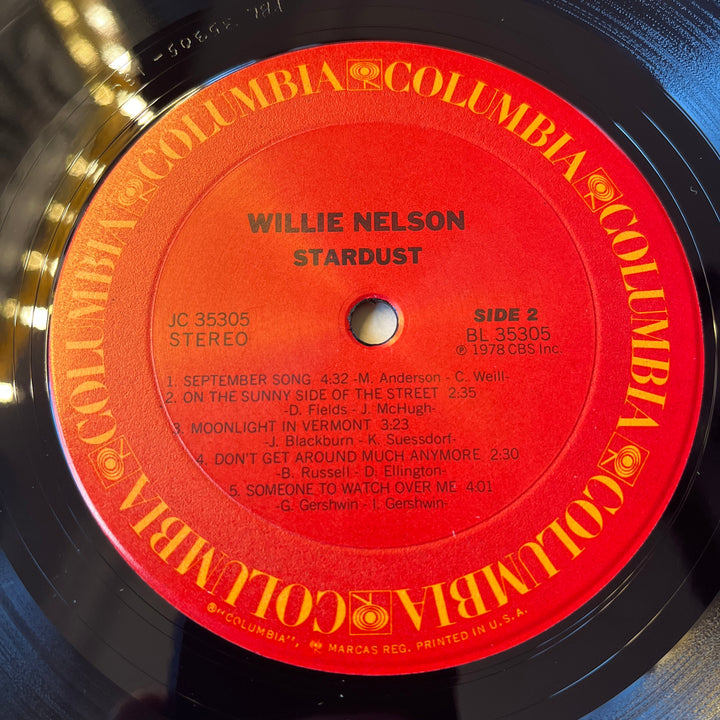 PBL 35305-1
COLUMBIA COLUMBIA COLUMBIA COLUMBIA COLUMBIA COLUMBIA COLUMBIA
WILLIE NELSON
STARDUST
JC 35305
STEREO
SIDE 2
BL 35305
℗ 1978 CBS Inc.
1. SEPTEMBER SONG 4:32 -M. Anderson - C. Weill-
2. ON THE SUNNY SIDE OF THE STREET 2:35
-D. Fields - J. McHugh-
3. MOONLIGHT IN VERMONT 3:23
-J. Blackburn - K. Suessdorf-
4. DON'T GET AROUND MUCH ANYMORE 2:30
-B. Russell - D. Ellington-
5. SOMEONE TO WATCH OVER ME 4:01
-G. Gershwin - I. Gershwin-
®"COLUMBIA", MARCAS REG. PRINTED IN U.S.A.